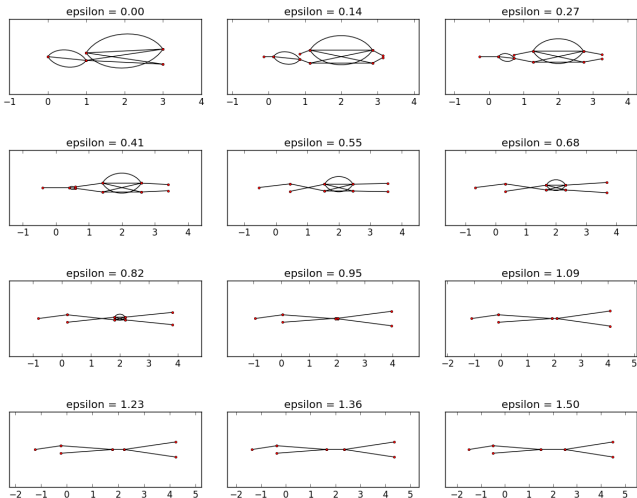 epsilon = 0.00
epsilon = 0.14
epsilon = 0.27
−1 0 1 2 3 4
−1 0 1 2 3 4
−1 0 1 2 3 4
epsilon = 0.41
epsilon = 0.55
epsilon = 0.68
−1 0 1 2 3 4
−1 0 1 2 3 4
−1 0 1 2 3 4
epsilon = 0.82
epsilon = 0.95
epsilon = 1.09
−1 0 1 2 3 4
−1 0 1 2 3 4
−2 −1 0 1 2 3 4 5
epsilon = 1.23
epsilon = 1.36
epsilon = 1.50
−2 −1 0 1 2 3 4 5
−2 −1 0 1 2 3 4 5
−2 −1 0 1 2 3 4 5